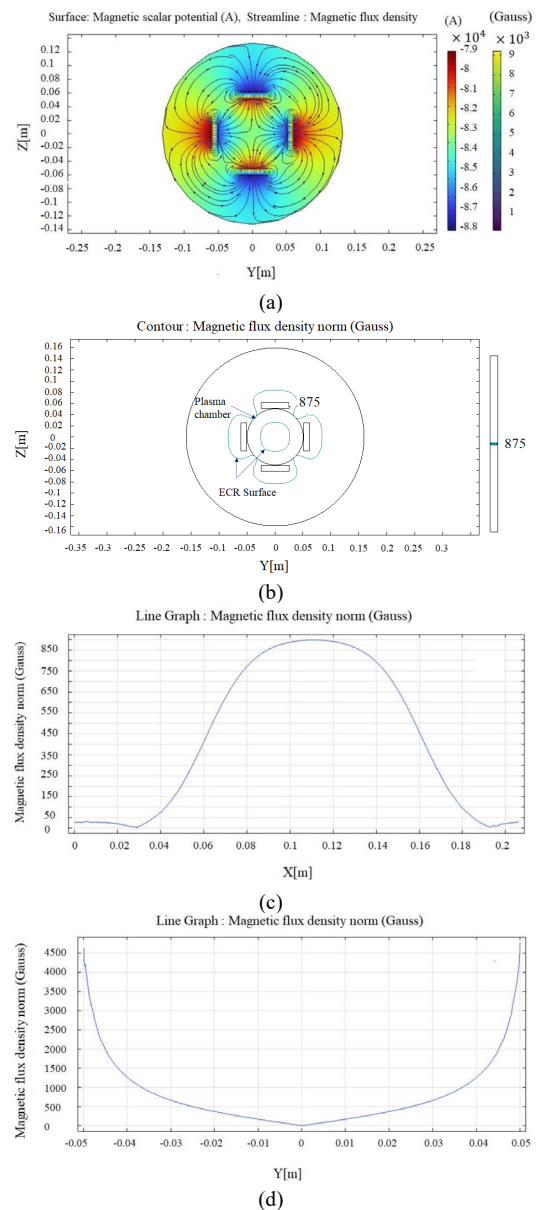 Surface: Magnetic scalar potential (A), Streamline : Magnetic flux density
(A) (Gauss)
× 10⁴ × 10³
Z[m]
0.12
0.1
0.08
0.06
0.04
0.02
0
-0.02
-0.04
-0.06
-0.08
-0.1
-0.12
-0.14
-0.2 -0.15 -0.1 -0.05 0 0.05 0.1 0.15 0.2 0.25
Y[m]
-7.9
-8.1
-8.2
-8.3
-8.4
-8.5
-8.6
-8.7
-8.8
9
8
7
6
5
4
3
2
1
(a)
Contour : Magnetic flux density norm (Gauss)
Z[m]
0.16
0.14
0.12
0.1
0.08
0.06
0.04
0.02
0
-0.02
-0.04
-0.06
-0.08
-0.1
-0.12
-0.14
-0.16
Plasma
chamber
875
ECR Surface
875
-0.35 -0.3 -0.25 -0.2 -0.15 -0.1 -0.05 0 0.05 0.1 0.15 0.2 0.25 0.3
Y[m]
(b)
Line Graph : Magnetic flux density norm (Gauss)
Magnetic flux density norm (Gauss)
850
750
650
550
450
350
250
150
50
0
0 0.02 0.04 0.06 0.08 0.10 0.12 0.14 0.16 0.18 0.2
X[m]
(c)
Line Graph : Magnetic flux density norm (Gauss)
Magnetic flux density norm (Gauss)
4500
4000
3500
3000
2500
2000
1500
1000
500
0
-0.05 -0.04 -0.03 -0.02 -0.01 0 0.01 0.02 0.03 0.04 0.05
Y[m]
(d)